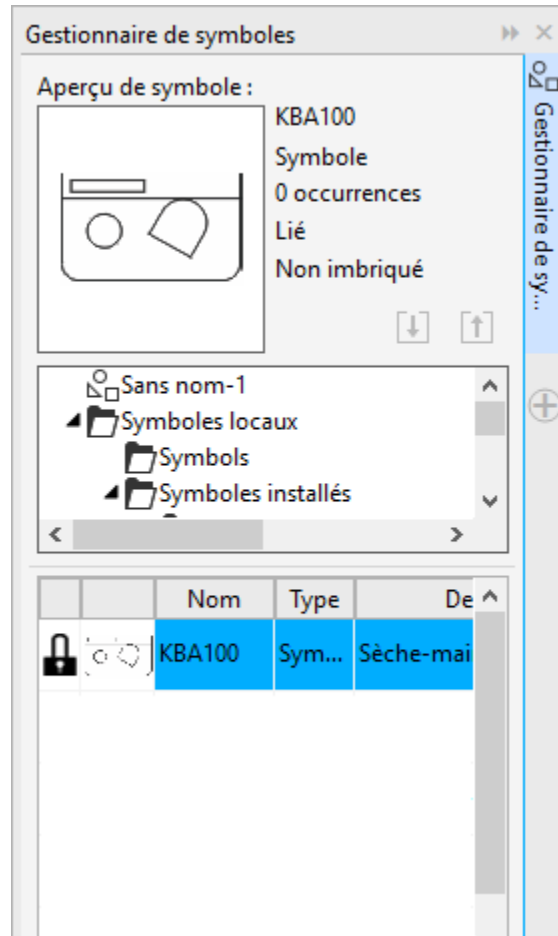 Gestionnaire de symboles
Aperçu de symbole :
KBA100
Symbole
0 occurrences
Lié
Non imbriqué
Sans nom-1
Symboles locaux
Symbols
Symboles installés
Nom Type De
KBA100 Sym... Sèche-mai
Gestionnaire de sy...